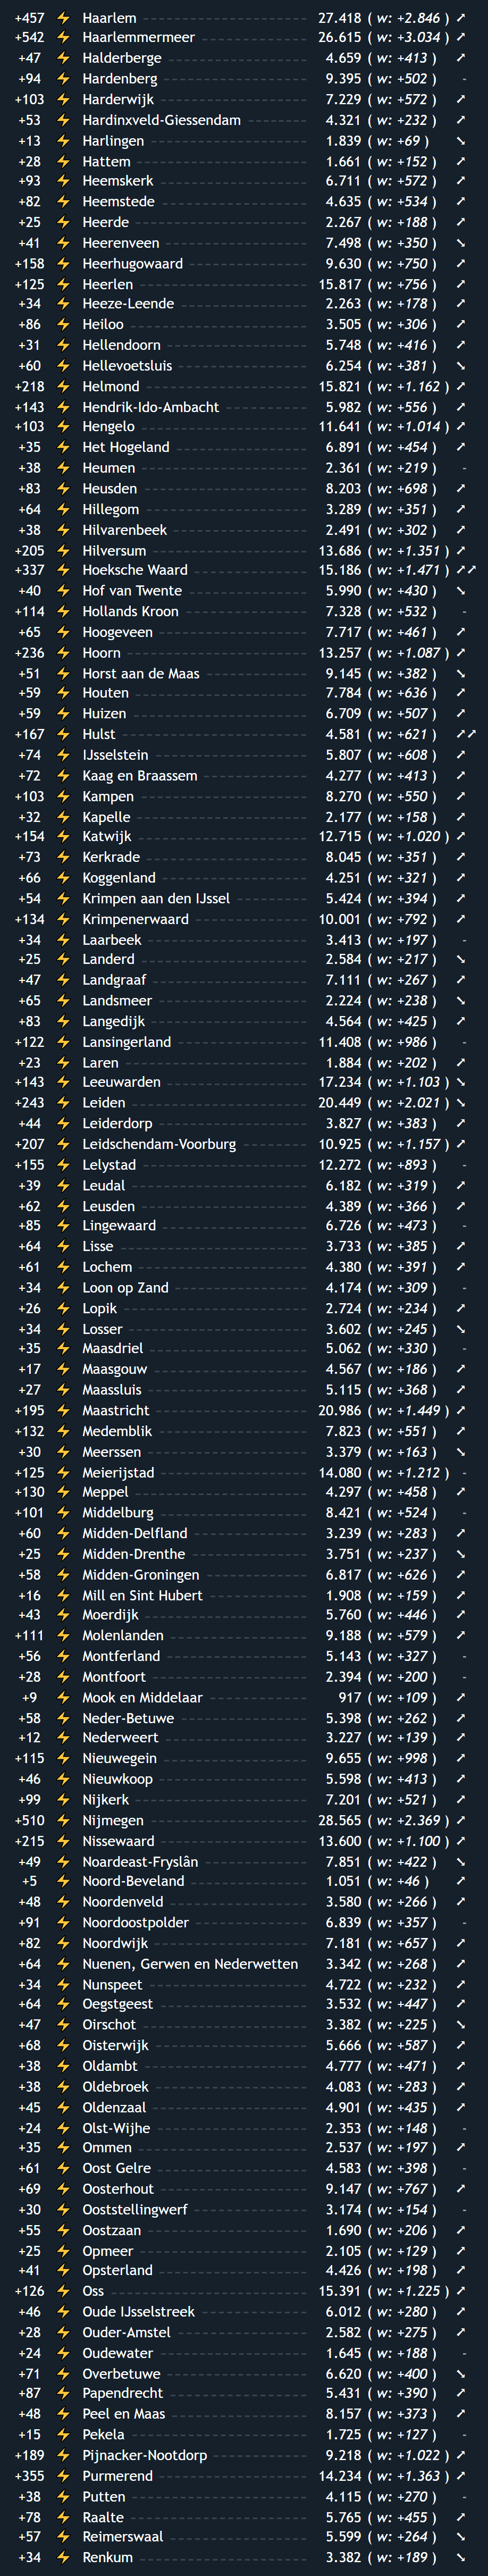 +457 ⚡ Haarlem 27.418 ( w: +2.846 ) ➚
+542 ⚡ Haarlemmermeer 26.615 ( w: +3.034 ) ➚
+47 ⚡ Halderberge 4.659 ( w: +413 ) ➚
+94 ⚡ Hardenberg 9.395 ( w: +502 ) -
+103 ⚡ Harderwijk 7.229 ( w: +572 ) ➚
+53 ⚡ Hardinxveld-Giessendam 4.321 ( w: +232 ) ➚
+13 ⚡ Harlingen 1.839 ( w: +69 ) ➘
+28 ⚡ Hattem 1.661 ( w: +152 ) ➚
+93 ⚡ Heemskerk 6.711 ( w: +572 ) ➚
+82 ⚡ Heemstede 4.635 ( w: +534 ) ➚
+25 ⚡ Heerde 2.267 ( w: +188 ) ➚
+41 ⚡ Heerenveen 7.498 ( w: +350 ) ➘
+158 ⚡ Heerhugowaard 9.630 ( w: +750 ) ➚
+125 ⚡ Heerlen 15.817 ( w: +756 ) ➚
+34 ⚡ Heeze-Leende 2.263 ( w: +178 ) ➚
+86 ⚡ Heiloo 3.505 ( w: +306 ) ➚
+31 ⚡ Hellendoorn 5.748 ( w: +416 ) ➚
+60 ⚡ Hellevoetsluis 6.254 ( w: +381 ) ➘
+218 ⚡ Helmond 15.821 ( w: +1.162 ) ➚
+143 ⚡ Hendrik-Ido-Ambacht 5.982 ( w: +556 ) ➚
+103 ⚡ Hengelo 11.641 ( w: +1.014 ) ➚
+35 ⚡ Het Hogeland 6.891 ( w: +454 ) ➚
+38 ⚡ Heumen 2.361 ( w: +219 ) -
+83 ⚡ Heusden 8.203 ( w: +698 ) ➚
+64 ⚡ Hillegom 3.289 ( w: +351 ) ➚
+38 ⚡ Hilvarenbeek 2.491 ( w: +302 ) ➚
+205 ⚡ Hilversum 13.686 ( w: +1.351 ) ➚
+337 ⚡ Hoeksche Waard 15.186 ( w: +1.471 ) ➚➚
+40 ⚡ Hof van Twente 5.990 ( w: +430 ) ➘
+114 ⚡ Hollands Kroon 7.328 ( w: +532 ) -
+65 ⚡ Hoogeveen 7.717 ( w: +461 ) ➚
+236 ⚡ Hoorn 13.257 ( w: +1.087 ) ➚
+51 ⚡ Horst aan de Maas 9.145 ( w: +382 ) ➘
+59 ⚡ Houten 7.784 ( w: +636 ) ➚
+59 ⚡ Huizen 6.709 ( w: +507 ) ➚
+167 ⚡ Hulst 4.581 ( w: +621 ) ➚➚
+74 ⚡ IJsselstein 5.807 ( w: +608 ) ➚
+72 ⚡ Kaag en Braassem 4.277 ( w: +413 ) ➚
+103 ⚡ Kampen 8.270 ( w: +550 ) ➚
+32 ⚡ Kapelle 2.177 ( w: +158 ) ➚
+154 ⚡ Katwijk 12.715 ( w: +1.020 ) ➚
+73 ⚡ Kerkrade 8.045 ( w: +351 ) ➚
+66 ⚡ Koggenland 4.251 ( w: +321 ) ➚
+54 ⚡ Krimpen aan den IJssel 5.424 ( w: +394 ) ➚
+134 ⚡ Krimpenerwaard 10.001 ( w: +792 ) ➚
+34 ⚡ Laarbeek 3.413 ( w: +197 ) -
+25 ⚡ Landerd 2.584 ( w: +217 ) ➘
+47 ⚡ Landgraaf 7.111 ( w: +267 ) ➚
+65 ⚡ Landsmeer 2.224 ( w: +238 ) ➘
+83 ⚡ Langedijk 4.564 ( w: +425 ) ➚
+122 ⚡ Lansingerland 11.408 ( w: +986 ) -
+23 ⚡ Laren 1.884 ( w: +202 ) ➚
+143 ⚡ Leeuwarden 17.234 ( w: +1.103 ) ➘
+243 ⚡ Leiden 20.449 ( w: +2.021 ) ➘
+44 ⚡ Leiderdorp 3.827 ( w: +383 ) ➚
+207 ⚡ Leidschendam-Voorburg 10.925 ( w: +1.157 ) ➚
+155 ⚡ Lelystad 12.272 ( w: +893 ) -
+39 ⚡ Leudal 6.182 ( w: +319 ) ➚
+62 ⚡ Leusden 4.389 ( w: +366 ) ➚
+85 ⚡ Lingewaard 6.726 ( w: +473 ) -
+64 ⚡ Lisse 3.733 ( w: +385 ) ➚
+61 ⚡ Lochem 4.380 ( w: +391 ) ➚
+34 ⚡ Loon op Zand 4.174 ( w: +309 ) -
+26 ⚡ Lopik 2.724 ( w: +234 ) ➚
+34 ⚡ Losser 3.602 ( w: +245 ) ➘
+35 ⚡ Maasdriel 5.062 ( w: +330 ) -
+17 ⚡ Maasgouw 4.567 ( w: +186 ) ➚
+27 ⚡ Maassluis 5.115 ( w: +368 ) ➚
+195 ⚡ Maastricht 20.986 ( w: +1.449 ) ➚
+132 ⚡ Medemblik 7.823 ( w: +551 ) ➚
+30 ⚡ Meerssen 3.379 ( w: +163 ) ➘
+125 ⚡ Meierijstad 14.080 ( w: +1.212 ) -
+130 ⚡ Meppel 4.297 ( w: +458 ) ➚
+101 ⚡ Middelburg 8.421 ( w: +524 ) -
+60 ⚡ Midden-Delfland 3.239 ( w: +283 ) ➚
+25 ⚡ Midden-Drenthe 3.751 ( w: +237 ) ➘
+58 ⚡ Midden-Groningen 6.817 ( w: +626 ) ➚
+16 ⚡ Mill en Sint Hubert 1.908 ( w: +159 ) ➚
+43 ⚡ Moerdijk 5.760 ( w: +446 ) ➚
+111 ⚡ Molenlanden 9.188 ( w: +579 ) ➚
+56 ⚡ Montferland 5.143 ( w: +327 ) -
+28 ⚡ Montfoort 2.394 ( w: +200 ) -
+9 ⚡ Mook en Middelaar 917 ( w: +109 ) ➚
+58 ⚡ Neder-Betuwe 5.398 ( w: +262 ) ➚
+12 ⚡ Nederweert 3.227 ( w: +139 ) ➚
+115 ⚡ Nieuwegein 9.655 ( w: +998 ) ➚
+46 ⚡ Nieuwkoop 5.598 ( w: +413 ) ➚
+99 ⚡ Nijkerk 7.201 ( w: +521 ) ➚
+510 ⚡ Nijmegen 28.565 ( w: +2.369 ) ➚
+215 ⚡ Nissewaard 13.600 ( w: +1.100 ) ➚
+49 ⚡ Noardeast-Fryslân 7.851 ( w: +422 ) ➘
+5 ⚡ Noord-Beveland 1.051 ( w: +46 ) ➚
+48 ⚡ Noordenveld 3.580 ( w: +266 ) ➚
+91 ⚡ Noordoostpolder 6.839 ( w: +357 ) -
+82 ⚡ Noordwijk 7.181 ( w: +657 ) ➚
+64 ⚡ Nuenen, Gerwen en Nederwetten 3.342 ( w: +268 ) ➚
+34 ⚡ Nunspeet 4.722 ( w: +232 ) ➚
+64 ⚡ Oegstgeest 3.532 ( w: +447 ) ➚
+47 ⚡ Oirschot 3.382 ( w: +225 ) ➘
+68 ⚡ Oisterwijk 5.666 ( w: +587 ) ➚
+38 ⚡ Oldambt 4.777 ( w: +471 ) ➚
+38 ⚡ Oldebroek 4.083 ( w: +283 ) ➚
+45 ⚡ Oldenzaal 4.901 ( w: +435 ) ➚
+24 ⚡ Olst-Wijhe 2.353 ( w: +148 ) -
+35 ⚡ Ommen 2.537 ( w: +197 ) ➚
+61 ⚡ Oost Gelre 4.583 ( w: +398 ) -
+69 ⚡ Oosterhout 9.147 ( w: +767 ) ➚
+30 ⚡ Ooststellingwerf 3.174 ( w: +154 ) -
+55 ⚡ Oostzaan 1.690 ( w: +206 ) ➚
+25 ⚡ Opmeer 2.105 ( w: +129 ) ➚
+41 ⚡ Opsterland 4.426 ( w: +198 ) ➚
+126 ⚡ Oss 15.391 ( w: +1.225 ) ➚
+46 ⚡ Oude IJsselstreek 6.012 ( w: +280 ) ➚
+28 ⚡ Ouder-Amstel 2.582 ( w: +275 ) ➚
+24 ⚡ Oudewater 1.645 ( w: +188 ) -
+71 ⚡ Overbetuwe 6.620 ( w: +400 ) ➘
+87 ⚡ Papendrecht 5.431 ( w: +390 ) ➚
+48 ⚡ Peel en Maas 8.157 ( w: +373 ) ➚
+15 ⚡ Pekela 1.725 ( w: +127 ) -
+189 ⚡ Pijnacker-Nootdorp 9.218 ( w: +1.022 ) ➚
+355 ⚡ Purmerend 14.234 ( w: +1.363 ) ➚
+38 ⚡ Putten 4.115 ( w: +270 ) -
+78 ⚡ Raalte 5.765 ( w: +455 ) ➚
+57 ⚡ Reimerswaal 5.599 ( w: +264 ) ➘
+34 ⚡ Renkum 3.382 ( w: +189 ) ➘